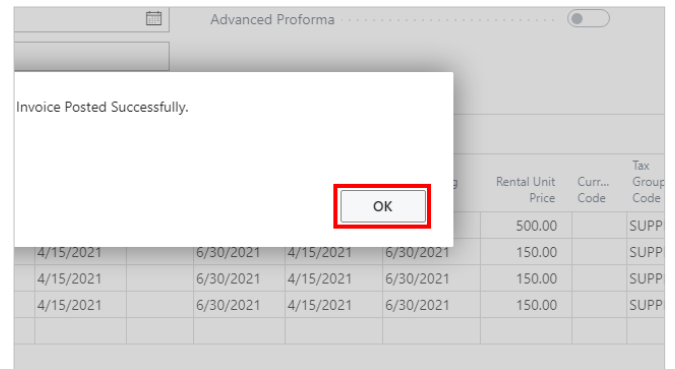 Advanced Proforma
Invoice Posted Successfully.
OK
Rental Unit Price
Curr... Code
Tax Group Code
500.00 SUPP
4/15/2021 6/30/2021 4/15/2021 6/30/2021 150.00 SUPP
4/15/2021 6/30/2021 4/15/2021 6/30/2021 150.00 SUPP
4/15/2021 6/30/2021 4/15/2021 6/30/2021 150.00 SUPP